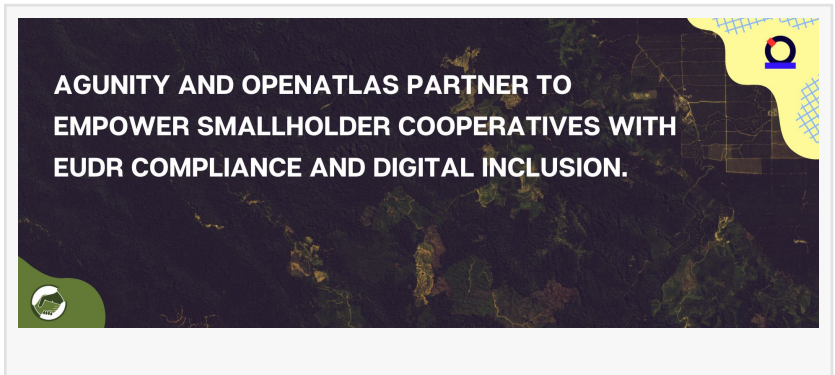 AGUNITY AND OPENATLAS PARTNER TO
EMPOWER SMALLHOLDER COOPERATIVES WITH
EUDR COMPLIANCE AND DIGITAL INCLUSION.